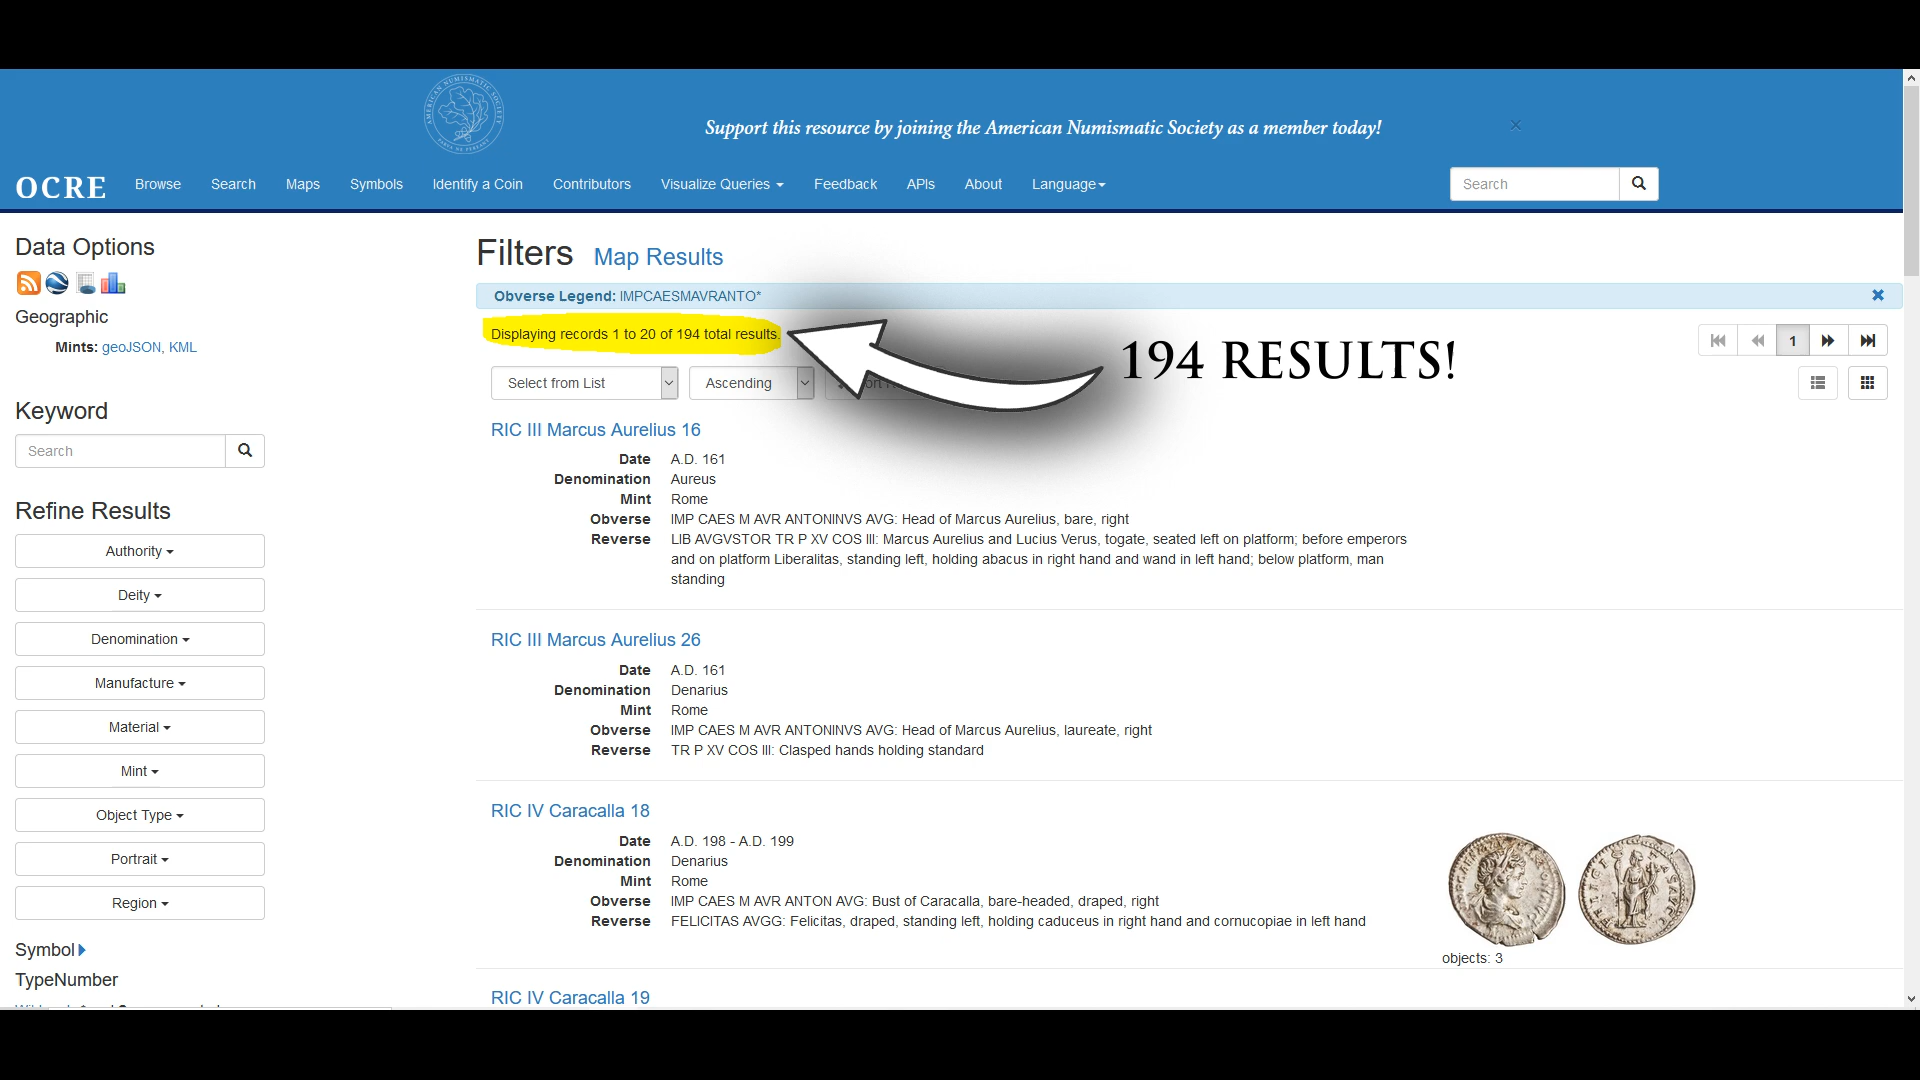 AMERICAN NUMISMATIC SOCIETY
Support this resource by joining the American Numismatic Society as a member today!
OCRE Browse Search Maps Symbols Identify a Coin Contributors Visualize Queries Feedback APIs About Language Search
Data Options
Geographic
Mints: geoJSON, KML
Keyword
Search
Refine Results
Authority
Deity
Denomination
Manufacture
Material
Mint
Object Type
Portrait
Region
Symbol
TypeNumber
Filters Map Results
Obverse Legend: IMPCAESMAVRANTO*
Displaying records 1 to 20 of 194 total results.
194 RESULTS!
1
Select from List Ascending
RIC III Marcus Aurelius 16
Date A.D. 161
Denomination Aureus
Mint Rome
Obverse IMP CAES M AVR ANTONINVS AVG: Head of Marcus Aurelius, bare, right
Reverse LIB AVGVSTOR TR P XV COS III: Marcus Aurelius and Lucius Verus, togate, seated left on platform; before emperors
and on platform Liberalitas, standing left, holding abacus in right hand and wand in left hand; below platform, man
standing
RIC III Marcus Aurelius 26
Date A.D. 161
Denomination Denarius
Mint Rome
Obverse IMP CAES M AVR ANTONINVS AVG: Head of Marcus Aurelius, laureate, right
Reverse TR P XV COS III: Clasped hands holding standard
RIC IV Caracalla 18
Date A.D. 198 - A.D. 199
Denomination Denarius
Mint Rome
Obverse IMP CAES M AVR ANTON AVG: Bust of Caracalla, bare-headed, draped, right
Reverse FELICITAS AVGG: Felicitas, draped, standing left, holding caduceus in right hand and cornucopiae in left hand
objects: 3
RIC IV Caracalla 19